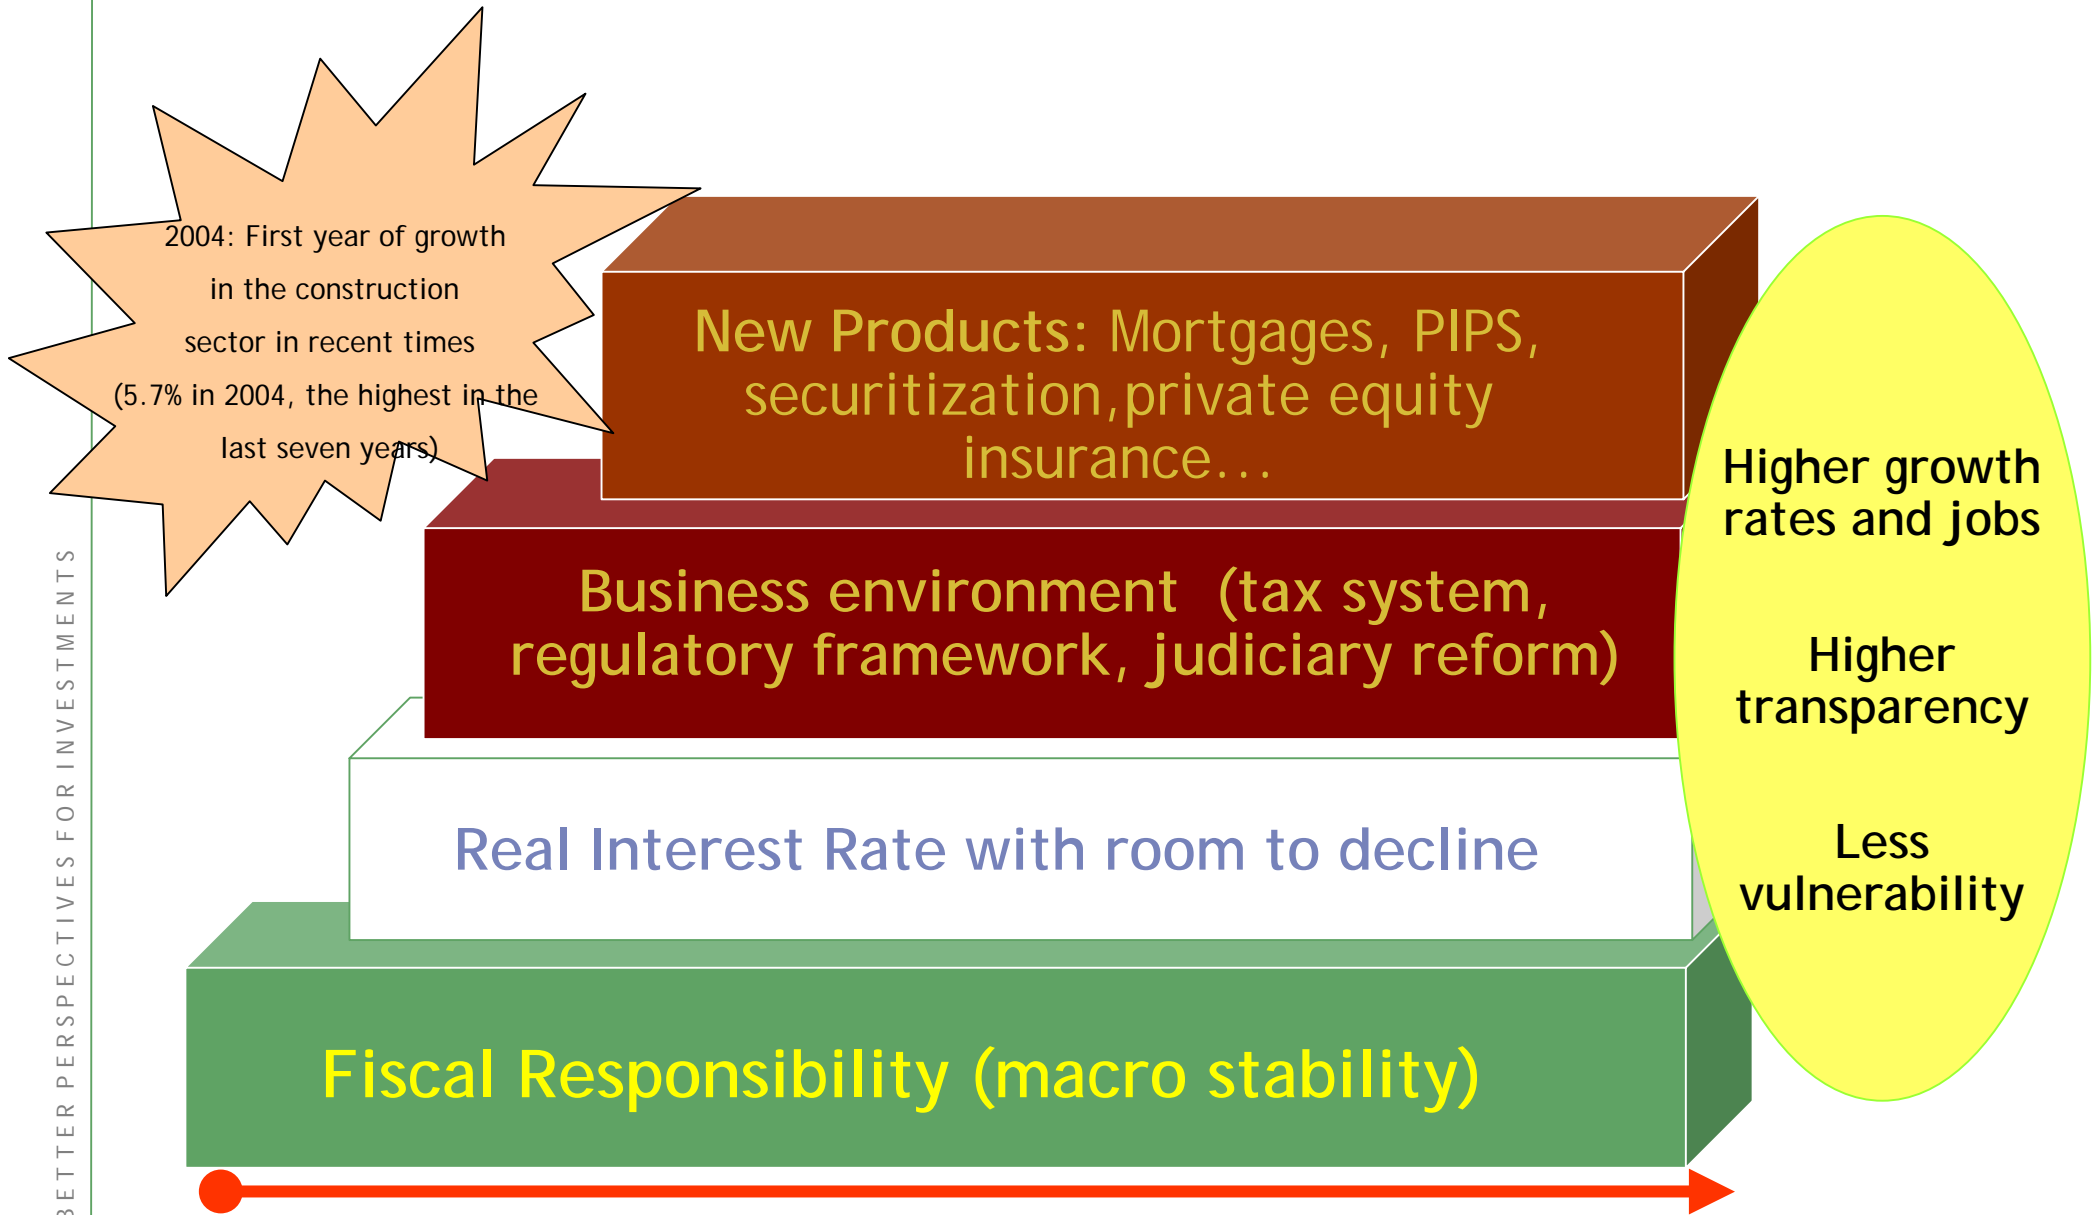 2004: First year of growth
in the construction
sector in recent times
(5.7% in 2004, the highest in the
last seven years)
New Products: Mortgages, PIPS,
securitization,private equity
insurance...
Business environment (tax system,
regulatory framework, judiciary reform)
Real Interest Rate with room to decline
Fiscal Responsibility (macro stability)
Higher growth
rates and jobs
Higher
transparency
Less
vulnerability
BETTER PERSPECTIVES FOR INVESTMENTS